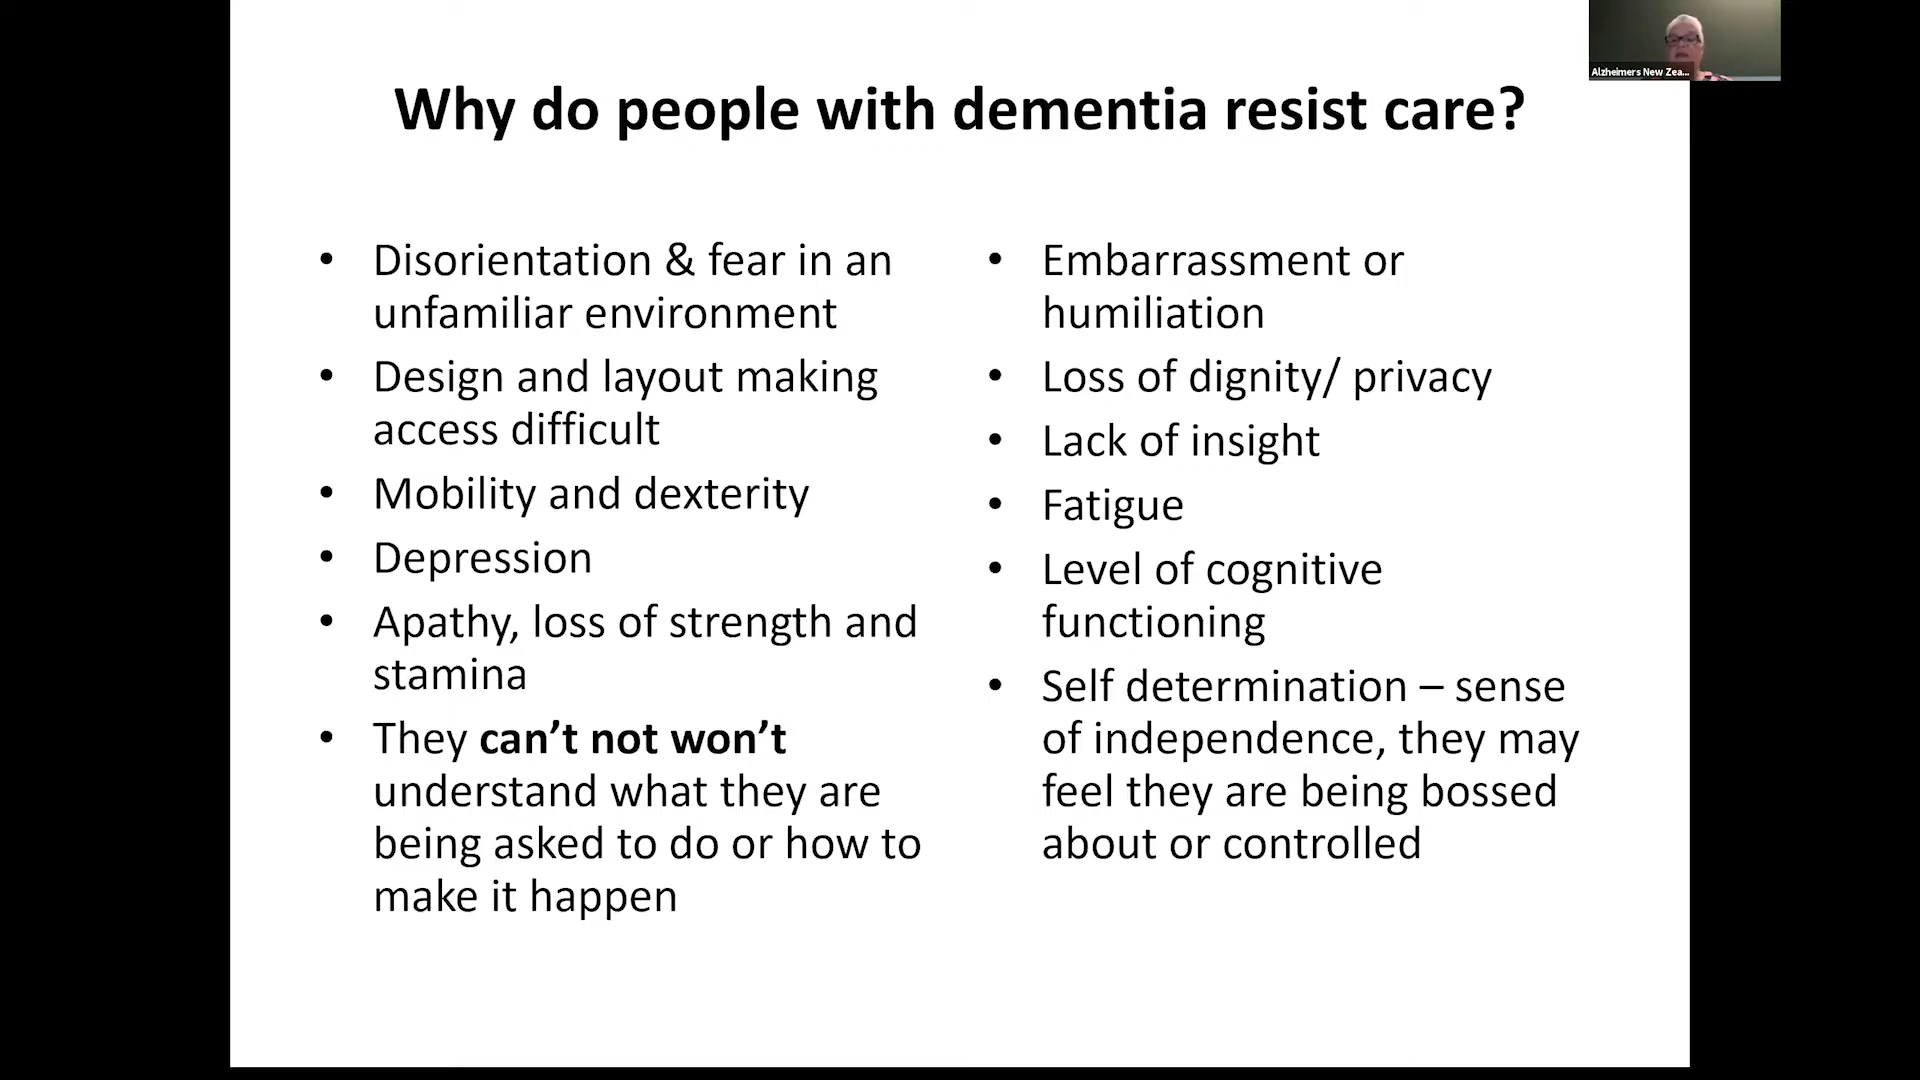 Why do people with dementia resist care?
• Disorientation & fear in an
unfamiliar environment
• Design and layout making
access difficult
• Mobility and dexterity
• Depression
• Apathy, loss of strength and
stamina
• They can’t not won’t
understand what they are
being asked to do or how to
make it happen
• Embarrassment or
humiliation
• Loss of dignity/ privacy
• Lack of insight
• Fatigue
• Level of cognitive
functioning
• Self determination – sense
of independence, they may
feel they are being bossed
about or controlled
Alzheimers New Zea...